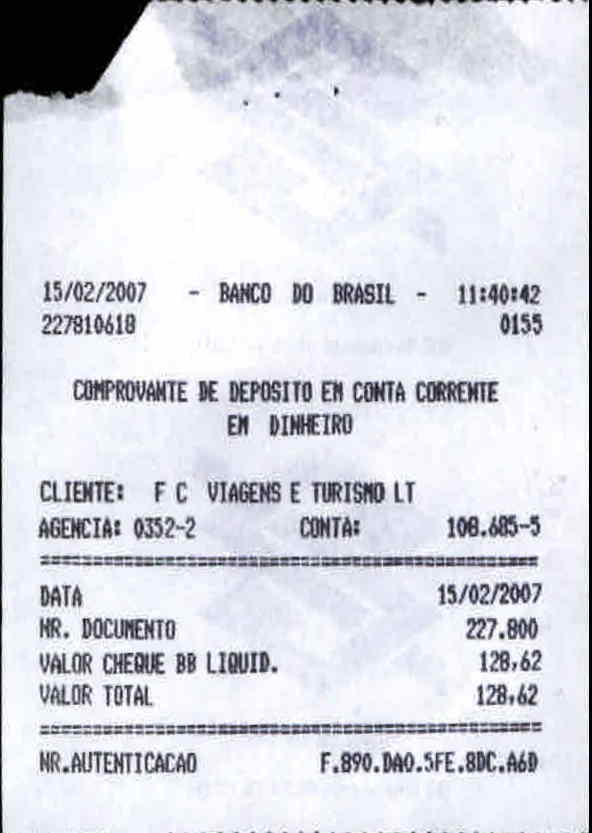 15/02/2007 - BANCO DO BRASIL - 11:40:42
227810618 0155
COMPROVANTE DE DEPOSITO EM CONTA CORRENTE
EM DINHEIRO
CLIENTE: F C VIAGENS E TURISMO LT
AGENCIA: 0352-2 CONTA: 108.685-5
==================================================
DATA 15/02/2007
NR. DOCUMENTO 227.800
VALOR CHEQUE BB LIQUID. 128,62
VALOR TOTAL 128,62
==================================================
NR.AUTENTICACAO F.890.DA0.5FE.8DC.A6D